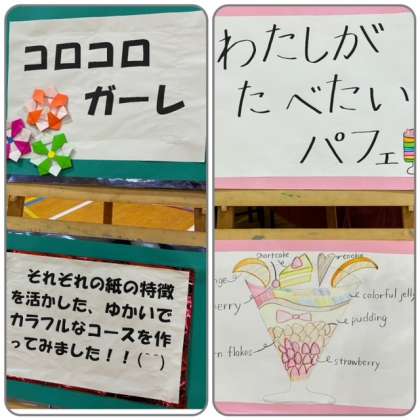 コロコロ
ガーレ
それぞれの紙の特徴
を活かした、ゆかいで
カラフルなコースを作
ってみました！！(^^)
わたしが
たべたい
パフェ
shortcake
colorful jelly
pudding
strawberry
flakes